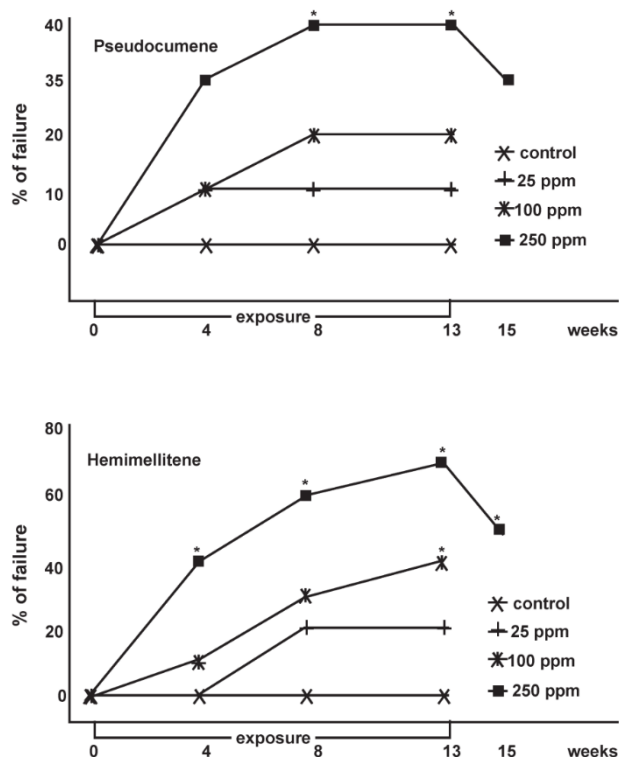 40
Pseudocumene
* *
35
% of failure
20
control
25 ppm
10
100 ppm
250 ppm
0
exposure
0 4 8 13 15 weeks
80
Hemimellitene
*
60
*
*
*
% of failure
40
*
control
20
25 ppm
100 ppm
250 ppm
0
exposure
0 4 8 13 15 weeks